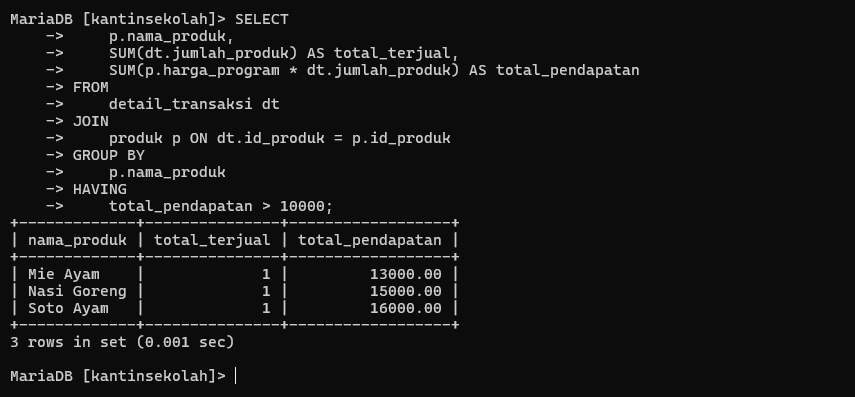 MariaDB [kantinsekolah]> SELECT
    ->     p.nama_produk,
    ->     SUM(dt.jumlah_produk) AS total_terjual,
    ->     SUM(p.harga_program * dt.jumlah_produk) AS total_pendapatan
    -> FROM
    ->     detail_transaksi dt
    -> JOIN
    ->     produk p ON dt.id_produk = p.id_produk
    -> GROUP BY
    ->     p.nama_produk
    -> HAVING
    ->     total_pendapatan > 10000;
+-------------+---------------+------------------+
| nama_produk | total_terjual | total_pendapatan |
+-------------+---------------+------------------+
| Mie Ayam    |             1 |         13000.00 |
| Nasi Goreng |             1 |         15000.00 |
| Soto Ayam   |             1 |         16000.00 |
+-------------+---------------+------------------+
3 rows in set (0.001 sec)
MariaDB [kantinsekolah]>